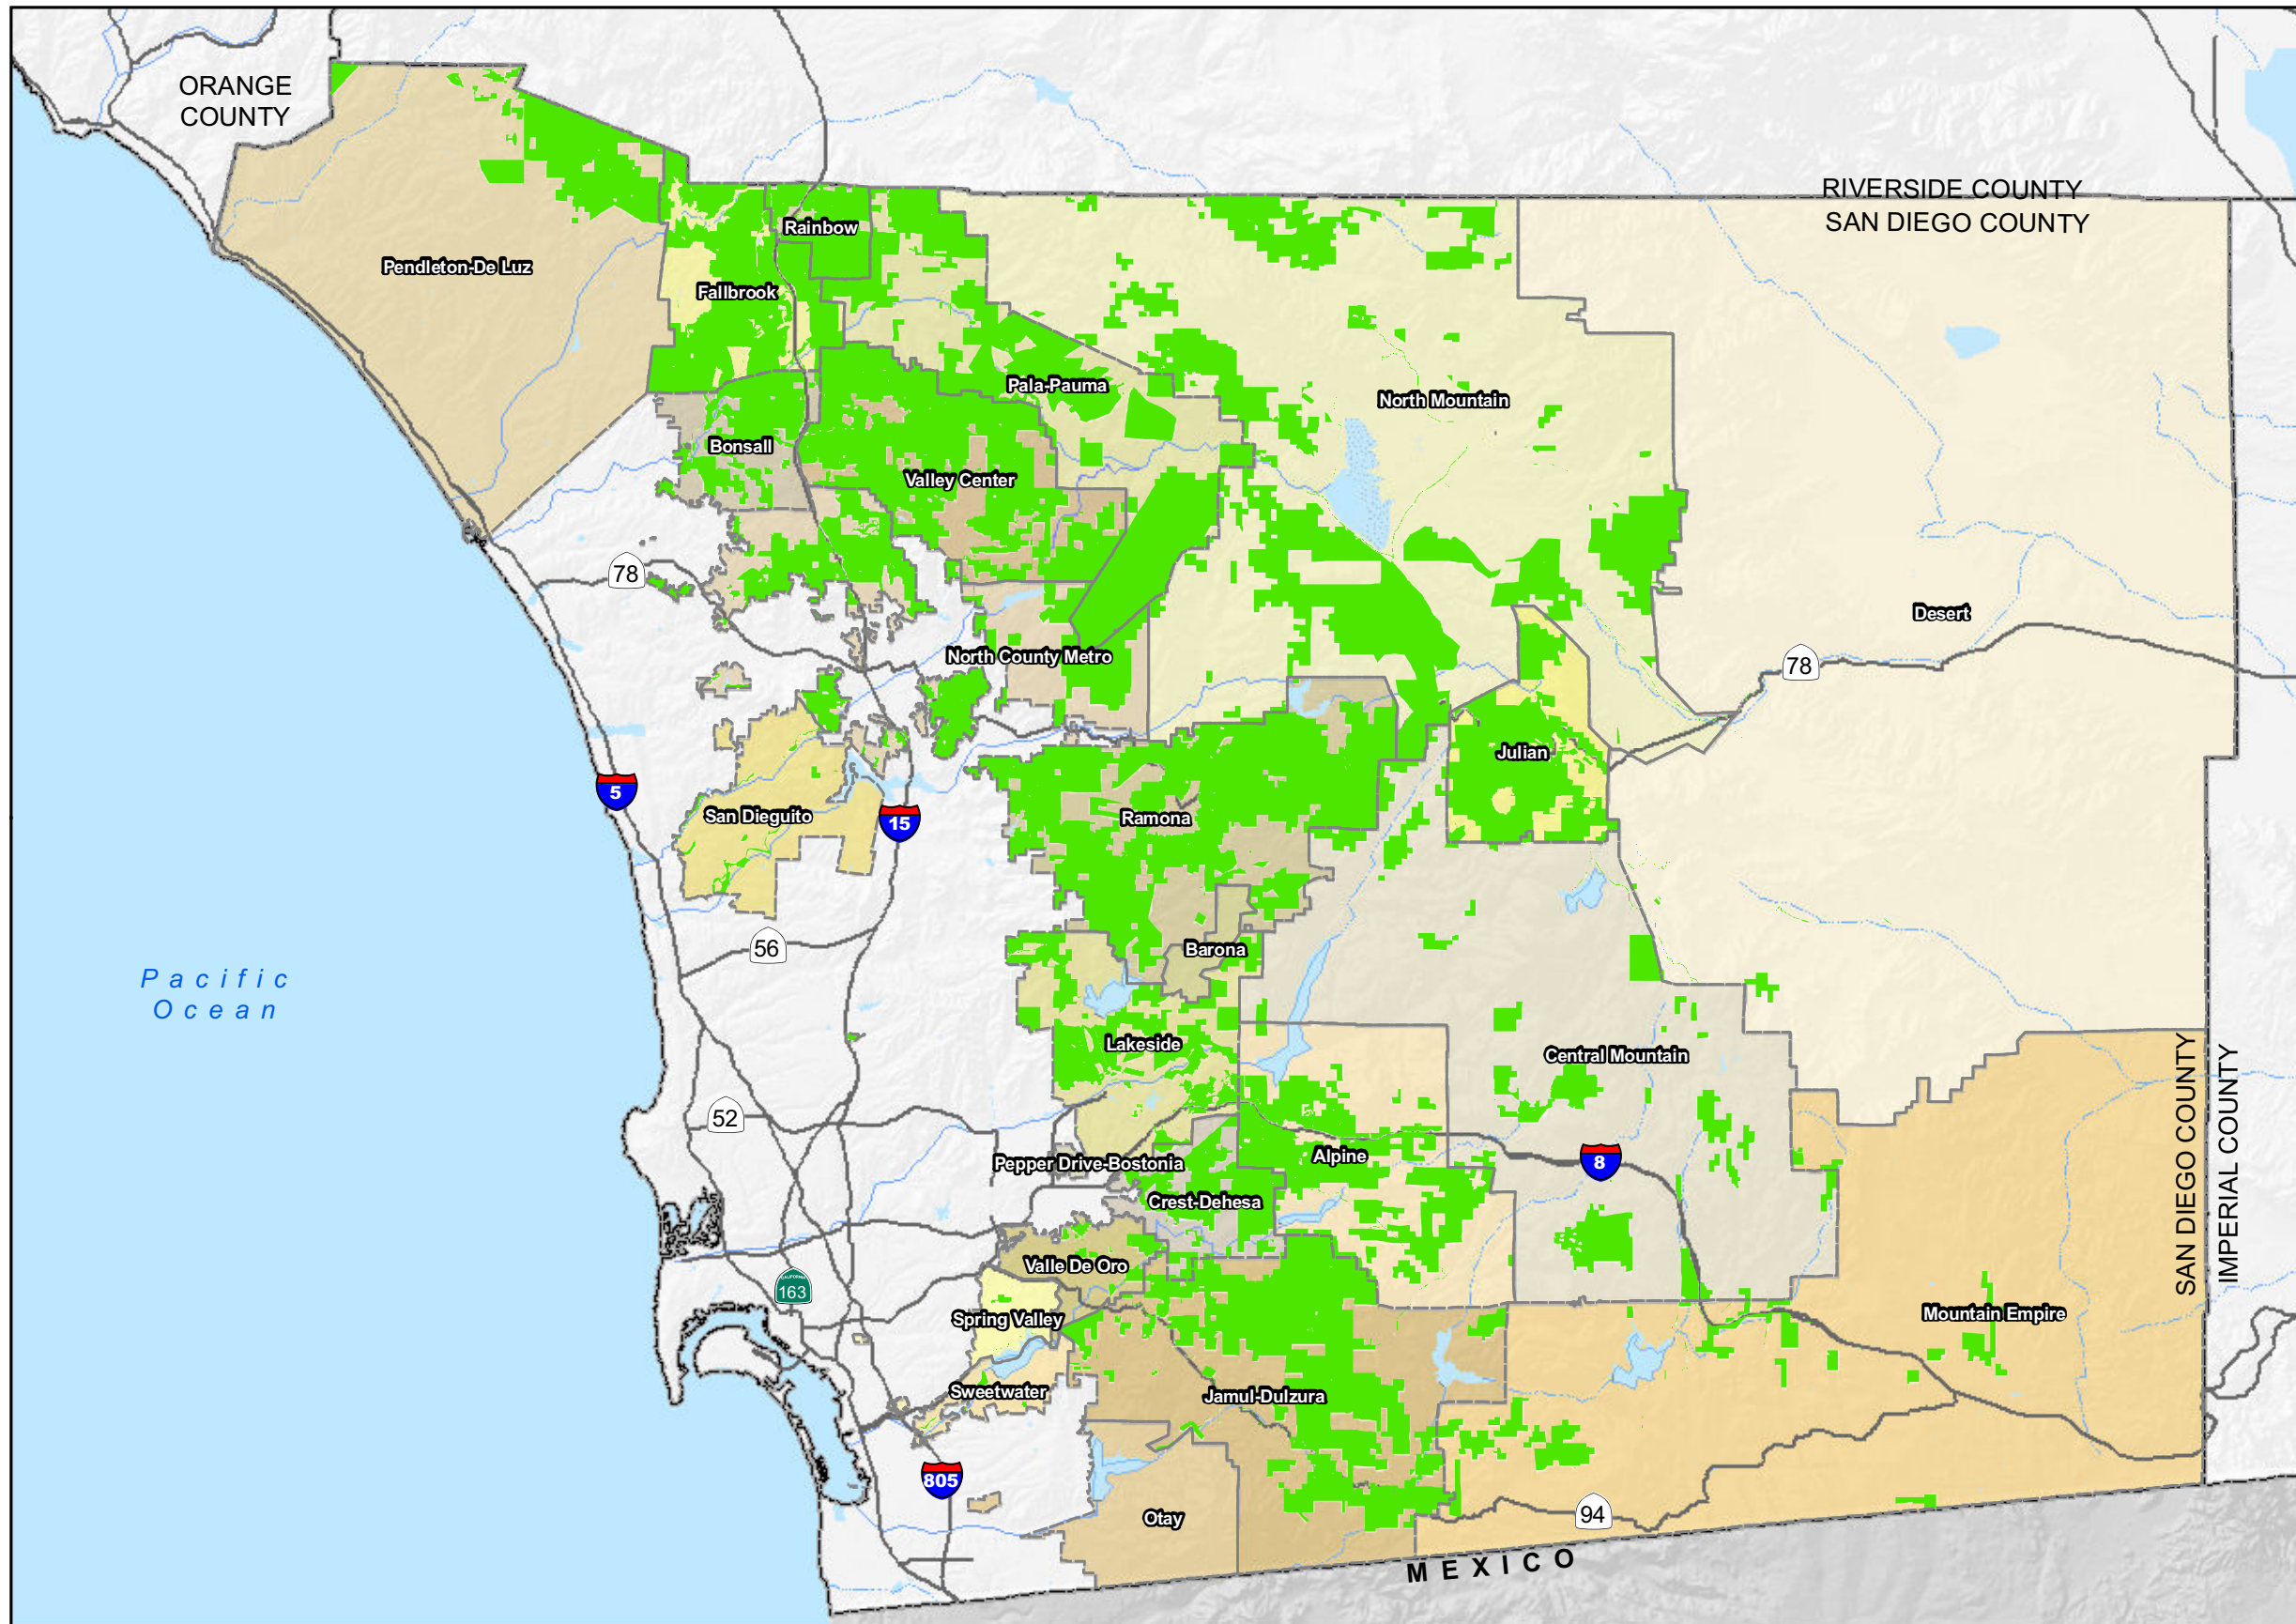 ORANGE
COUNTY
RIVERSIDE COUNTY
SAN DIEGO COUNTY
Rainbow
Pendleton-De Luz
Fallbrook
Pala-Pauma
North Mountain
Bonsall
Valley Center
78
Desert
North County Metro
78
Julian
5
San Dieguito
15
Ramona
56
Barona
Pacific
Ocean
Lakeside
Central Mountain
52
Pepper Drive-Bostonia
Alpine
8
Crest-Dehesa
SAN DIEGO COUNTY
IMPERIAL COUNTY
Valle De Oro
CALIFORNIA
163
Spring Valley
Mountain Empire
Sweetwater
Jamul-Dulzura
805
Otay
94
MEXICO